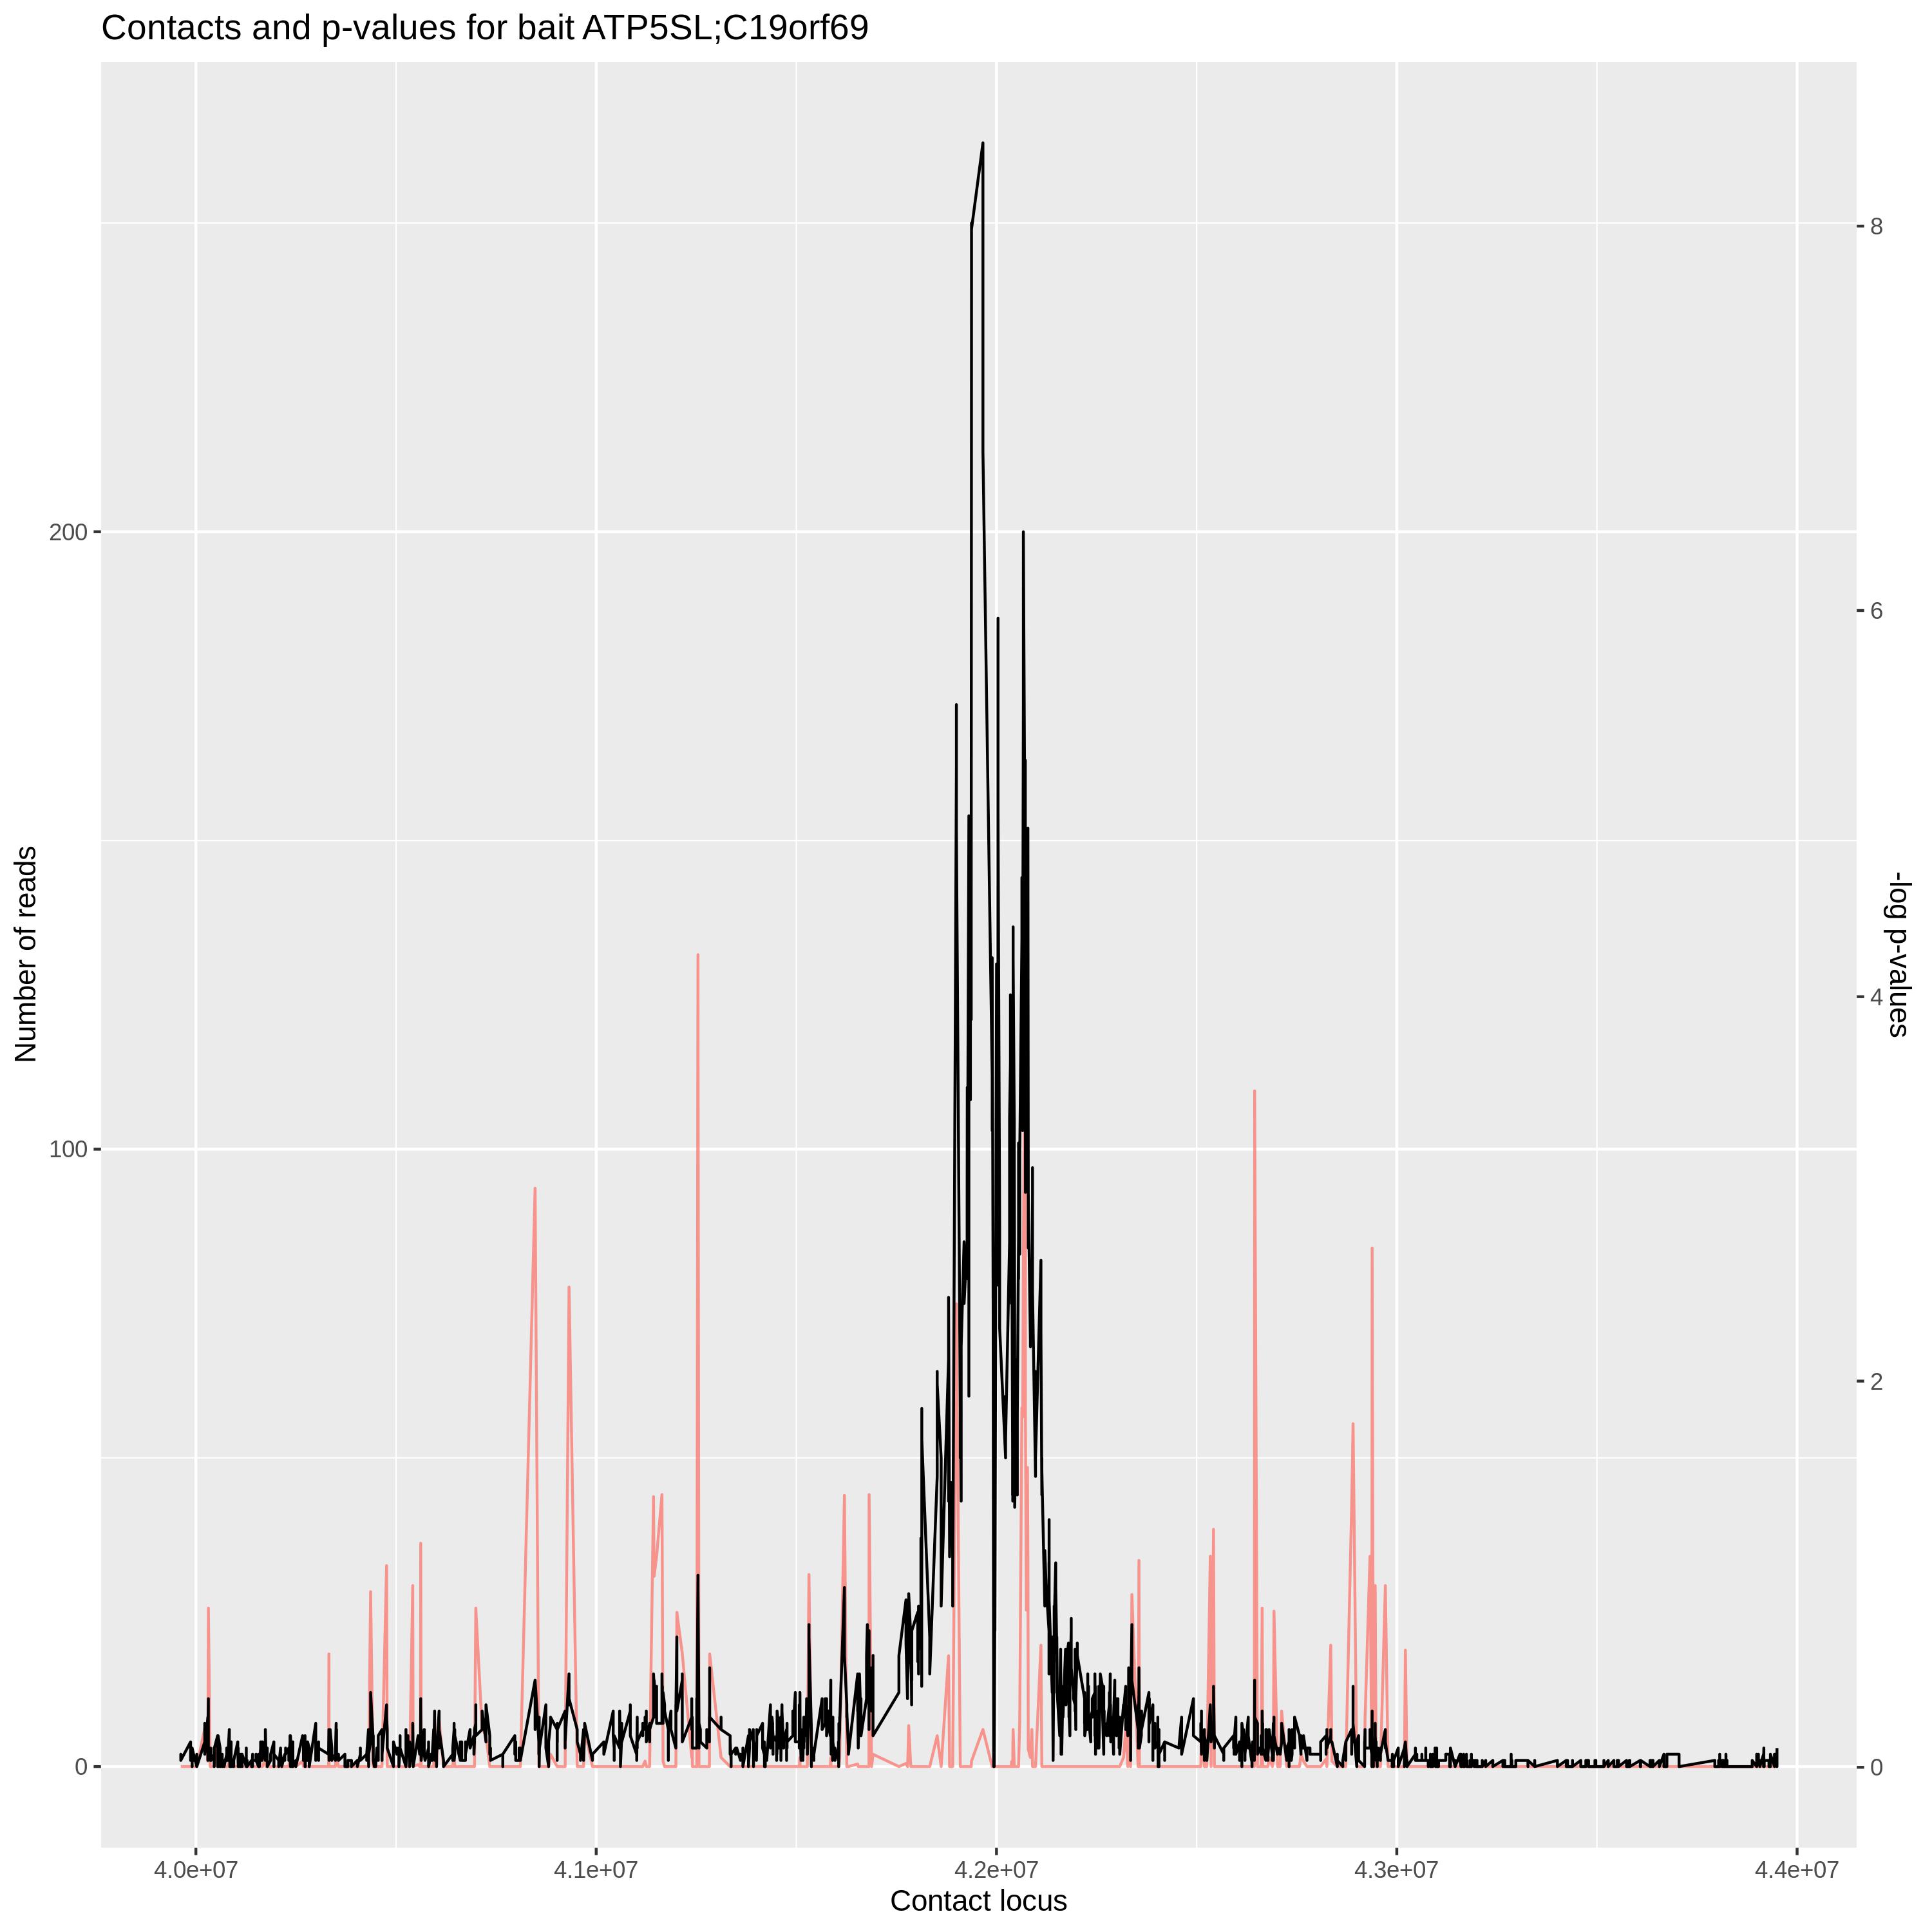 Contacts and p-values for bait ATP5SL;C19orf69
Number of reads
200
100
0
8
6
4
2
0
-log p-values
4.0e+07
4.1e+07
4.2e+07
4.3e+07
4.4e+07
Contact locus